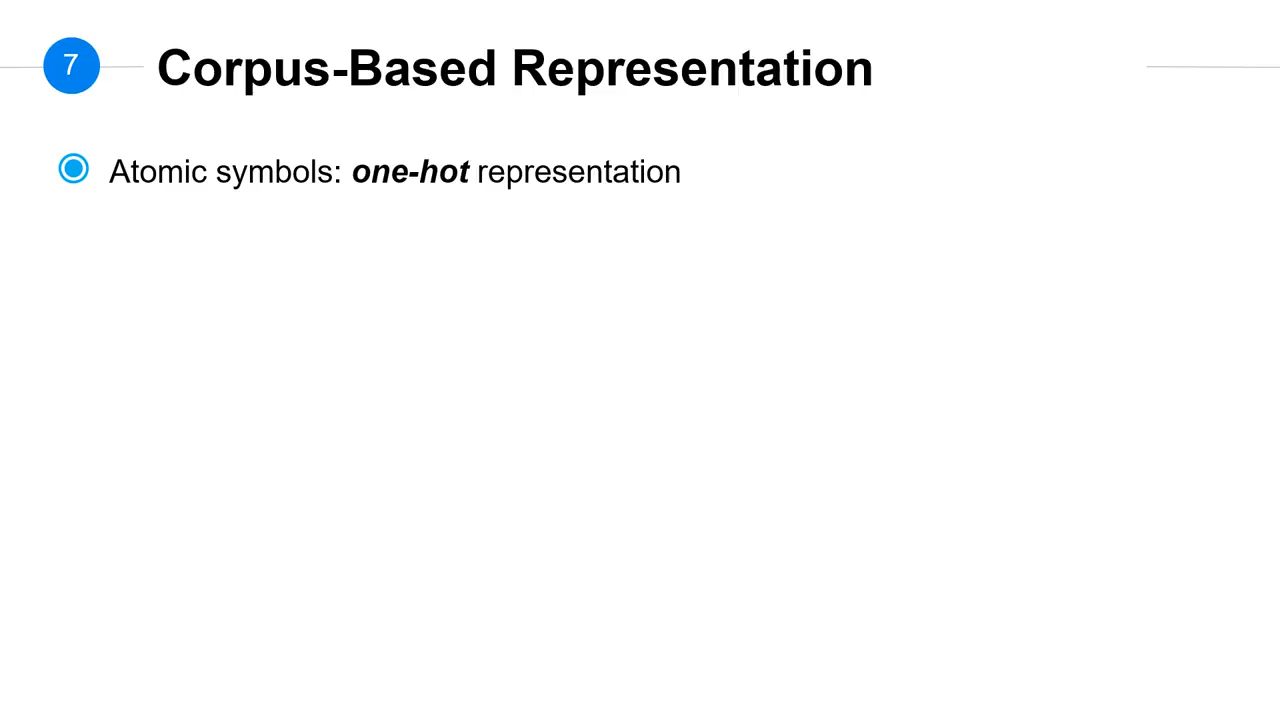 7
Corpus-Based Representation
Atomic symbols: one-hot representation